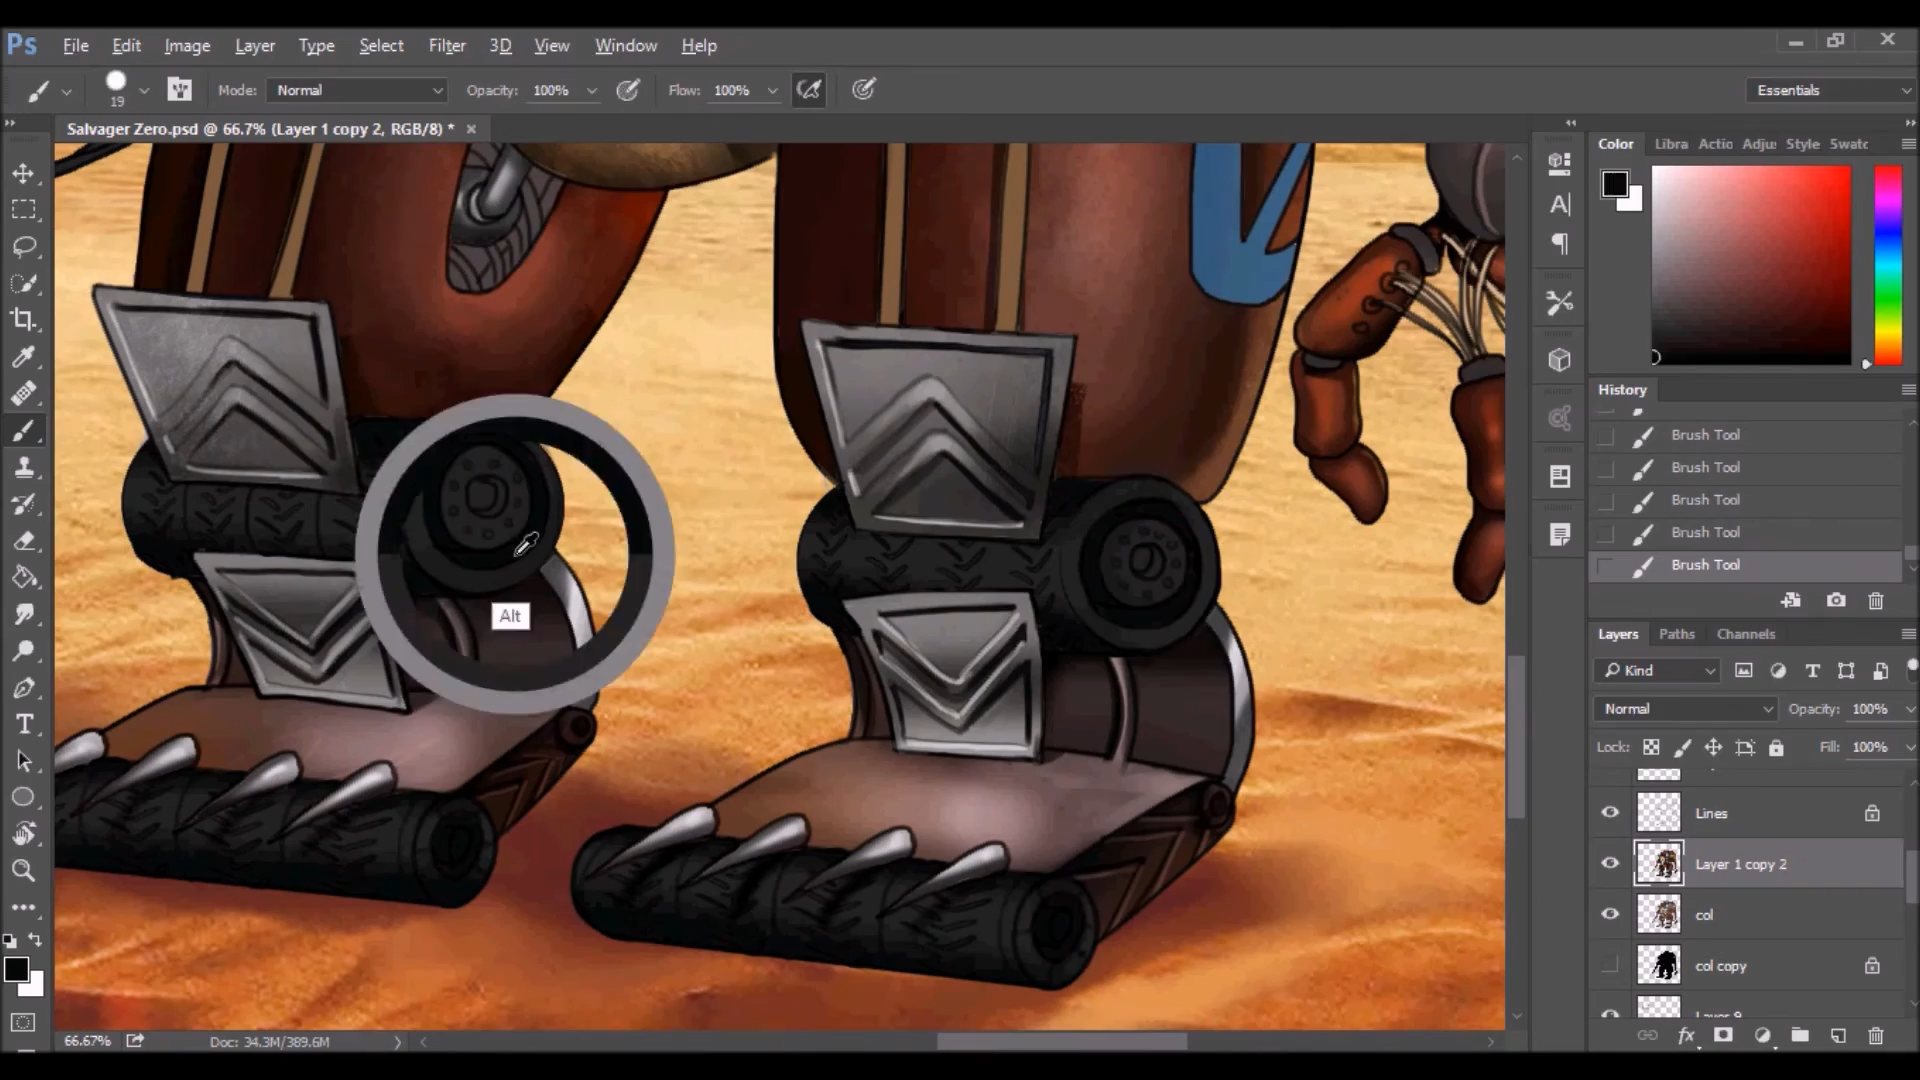 Ps File Edit Image Layer Type Select Filter 3D View Window Help
19 Mode: Normal Opacity: 100% Flow: 100% Essentials
Salvager Zero.psd @ 66.7% (Layer 1 copy 2, RGB/8) *
Color Libra Actio Adju Style Swatc
History
Brush Tool
Brush Tool
Brush Tool
Brush Tool
Brush Tool
Alt
Layers Paths Channels
Kind
Normal Opacity: 100%
Lock: Fill: 100%
Lines
Layer 1 copy 2
col
col copy
66.67% Doc: 34.3M/389.6M